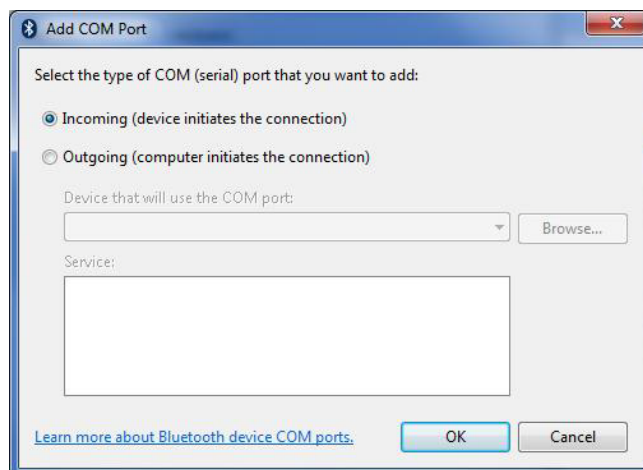 Add COM Port
Select the type of COM (serial) port that you want to add:
Incoming (device initiates the connection)
Outgoing (computer initiates the connection)
Device that will use the COM port:
Browse...
Service:
Learn more about Bluetooth device COM ports.
OK
Cancel